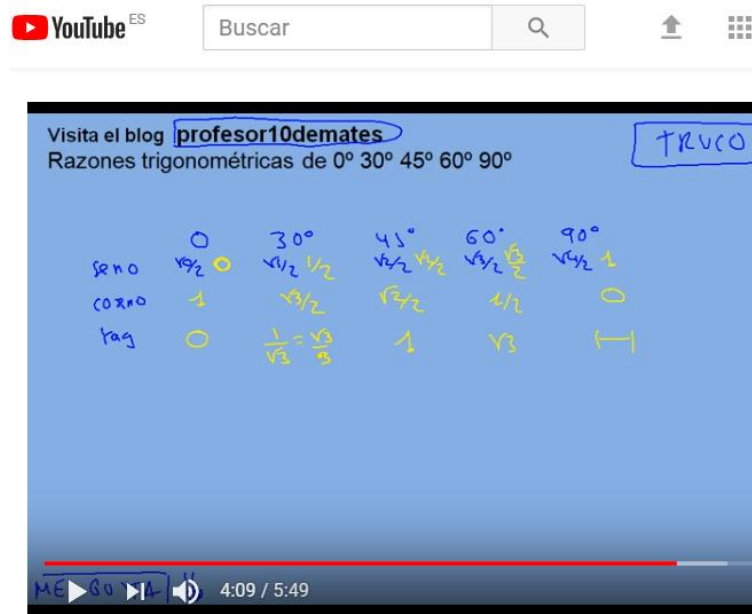 YouTube ES
Buscar
Visita el blog profesor10demates
TRUCO
Razones trigonométricas de 0º 30º 45º 60º 90º
0 30° 45° 60° 90°
seno √0/2 0 √1/2 1/2 √2/2 √2/2 √3/2 √3/2 √4/2 1
coseno 1 √3/2 √2/2 1/2 0
tag 0 1/√3 = √3/3 1 √3
ME GUSTA
4:09 / 5:49